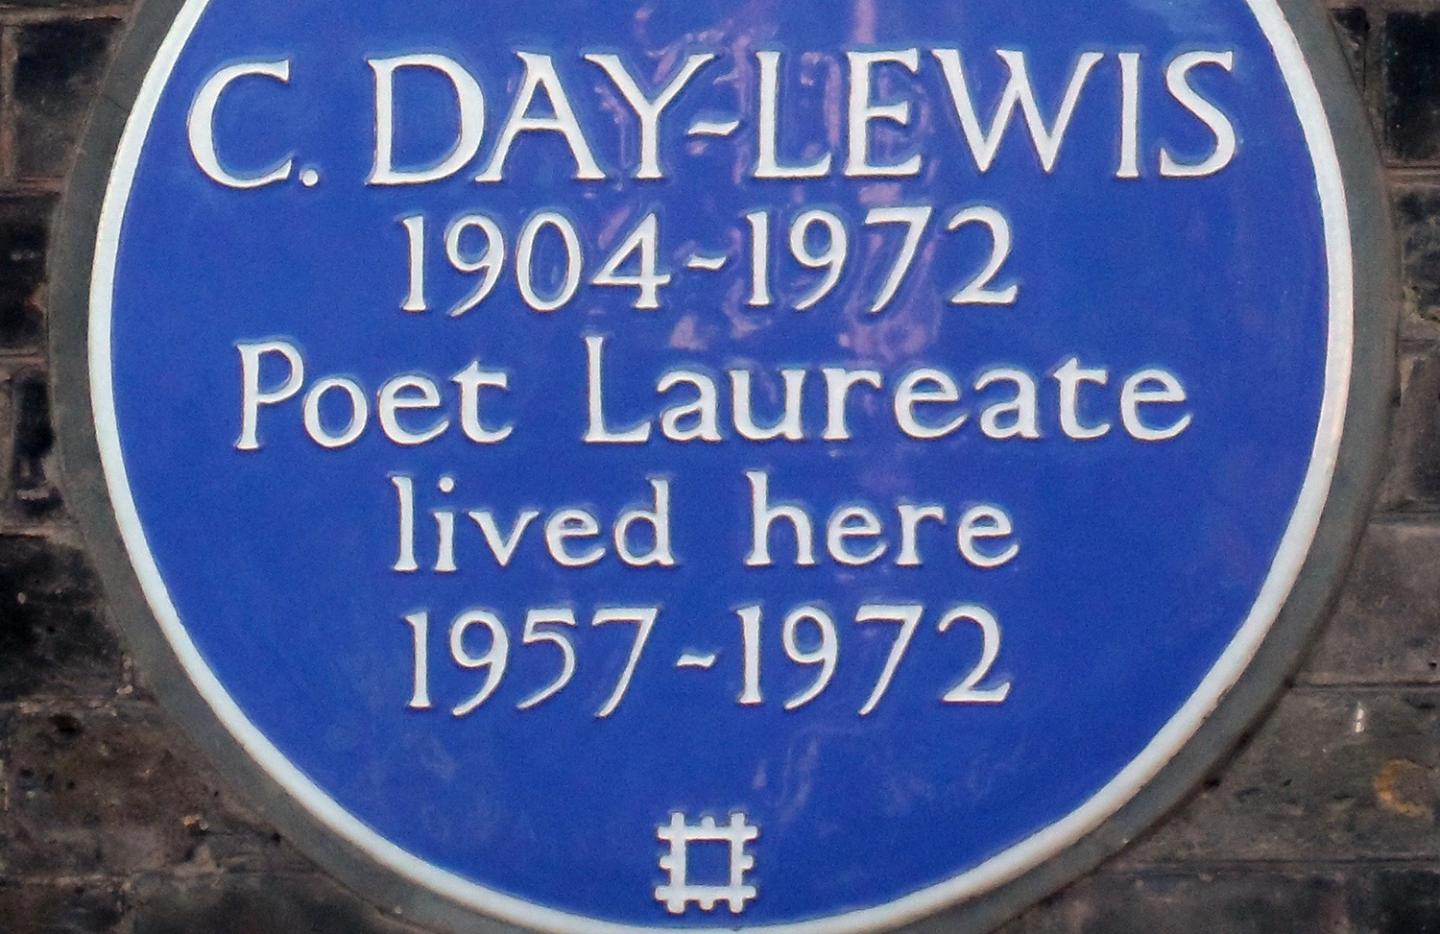 C. DAY-LEWIS
1904-1972
Poet Laureate
lived here
1957-1972